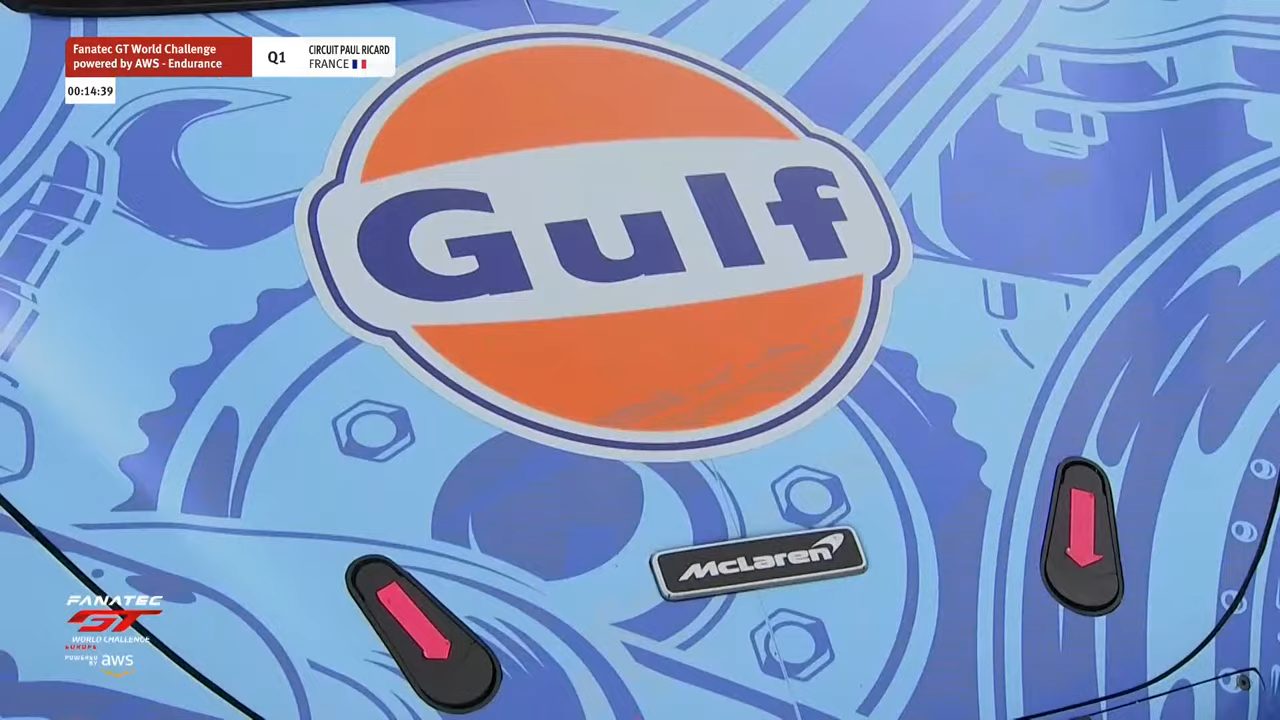 Fanatec GT World Challenge
powered by AWS - Endurance
Q1
CIRCUIT PAUL RICARD
FRANCE
00:14:39
Gulf
McLaren
FANATEC
GT
WORLD CHALLENGE
EUROPE
POWERED
BY aws